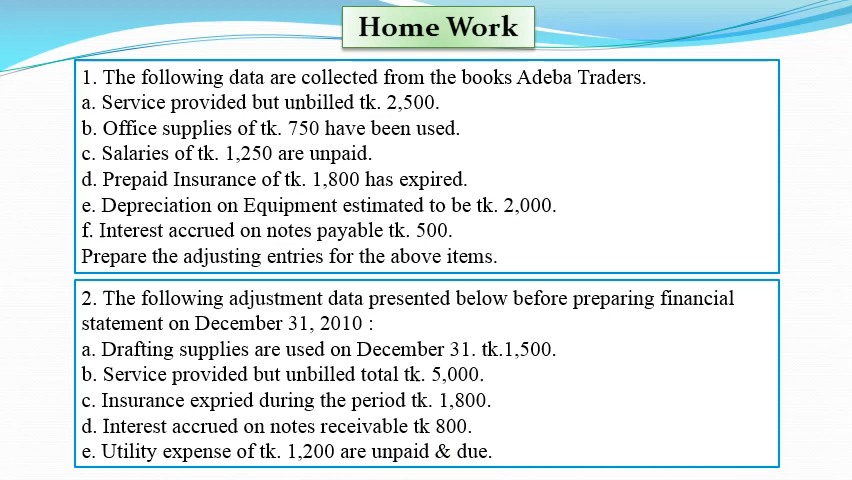 Home Work
1. The following data are collected from the books Adeba Traders.
a. Service provided but unbilled tk. 2,500.
b. Office supplies of tk. 750 have been used.
c. Salaries of tk. 1,250 are unpaid.
d. Prepaid Insurance of tk. 1,800 has expired.
e. Depreciation on Equipment estimated to be tk. 2,000.
f. Interest accrued on notes payable tk. 500.
Prepare the adjusting entries for the above items.
2. The following adjustment data presented below before preparing financial
statement on December 31, 2010 :
a. Drafting supplies are used on December 31. tk.1,500.
b. Service provided but unbilled total tk. 5,000.
c. Insurance expried during the period tk. 1,800.
d. Interest accrued on notes receivable tk 800.
e. Utility expense of tk. 1,200 are unpaid & due.